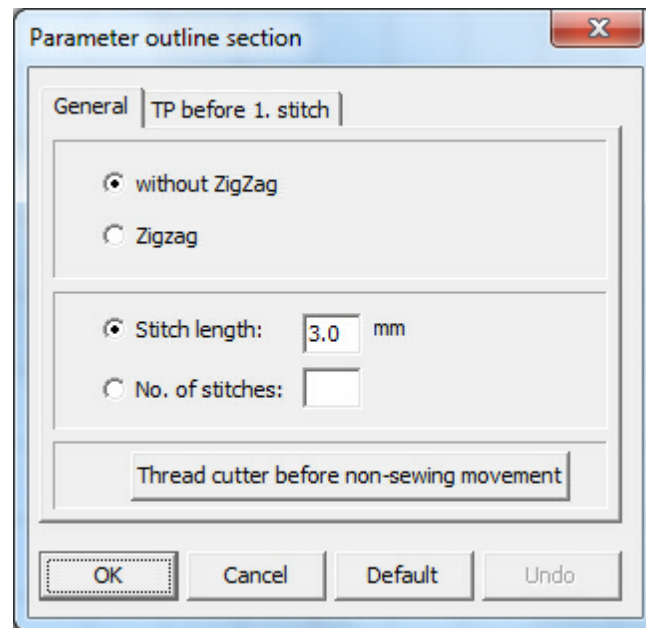 Parameter outline section
General TP before 1. stitch
without ZigZag
Zigzag
Stitch length: 3.0 mm
No. of stitches:
Thread cutter before non-sewing movement
OK Cancel Default Undo